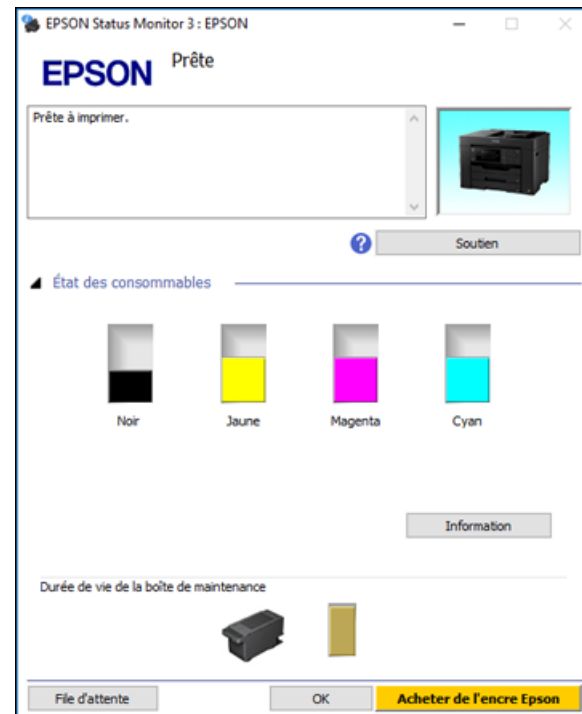 EPSON Status Monitor 3 : EPSON
EPSON
Prête
Prête à imprimer.
?
Soutien
État des consommables
Noir
Jaune
Magenta
Cyan
Information
Durée de vie de la boîte de maintenance
File d'attente
OK
Acheter de l'encre Epson